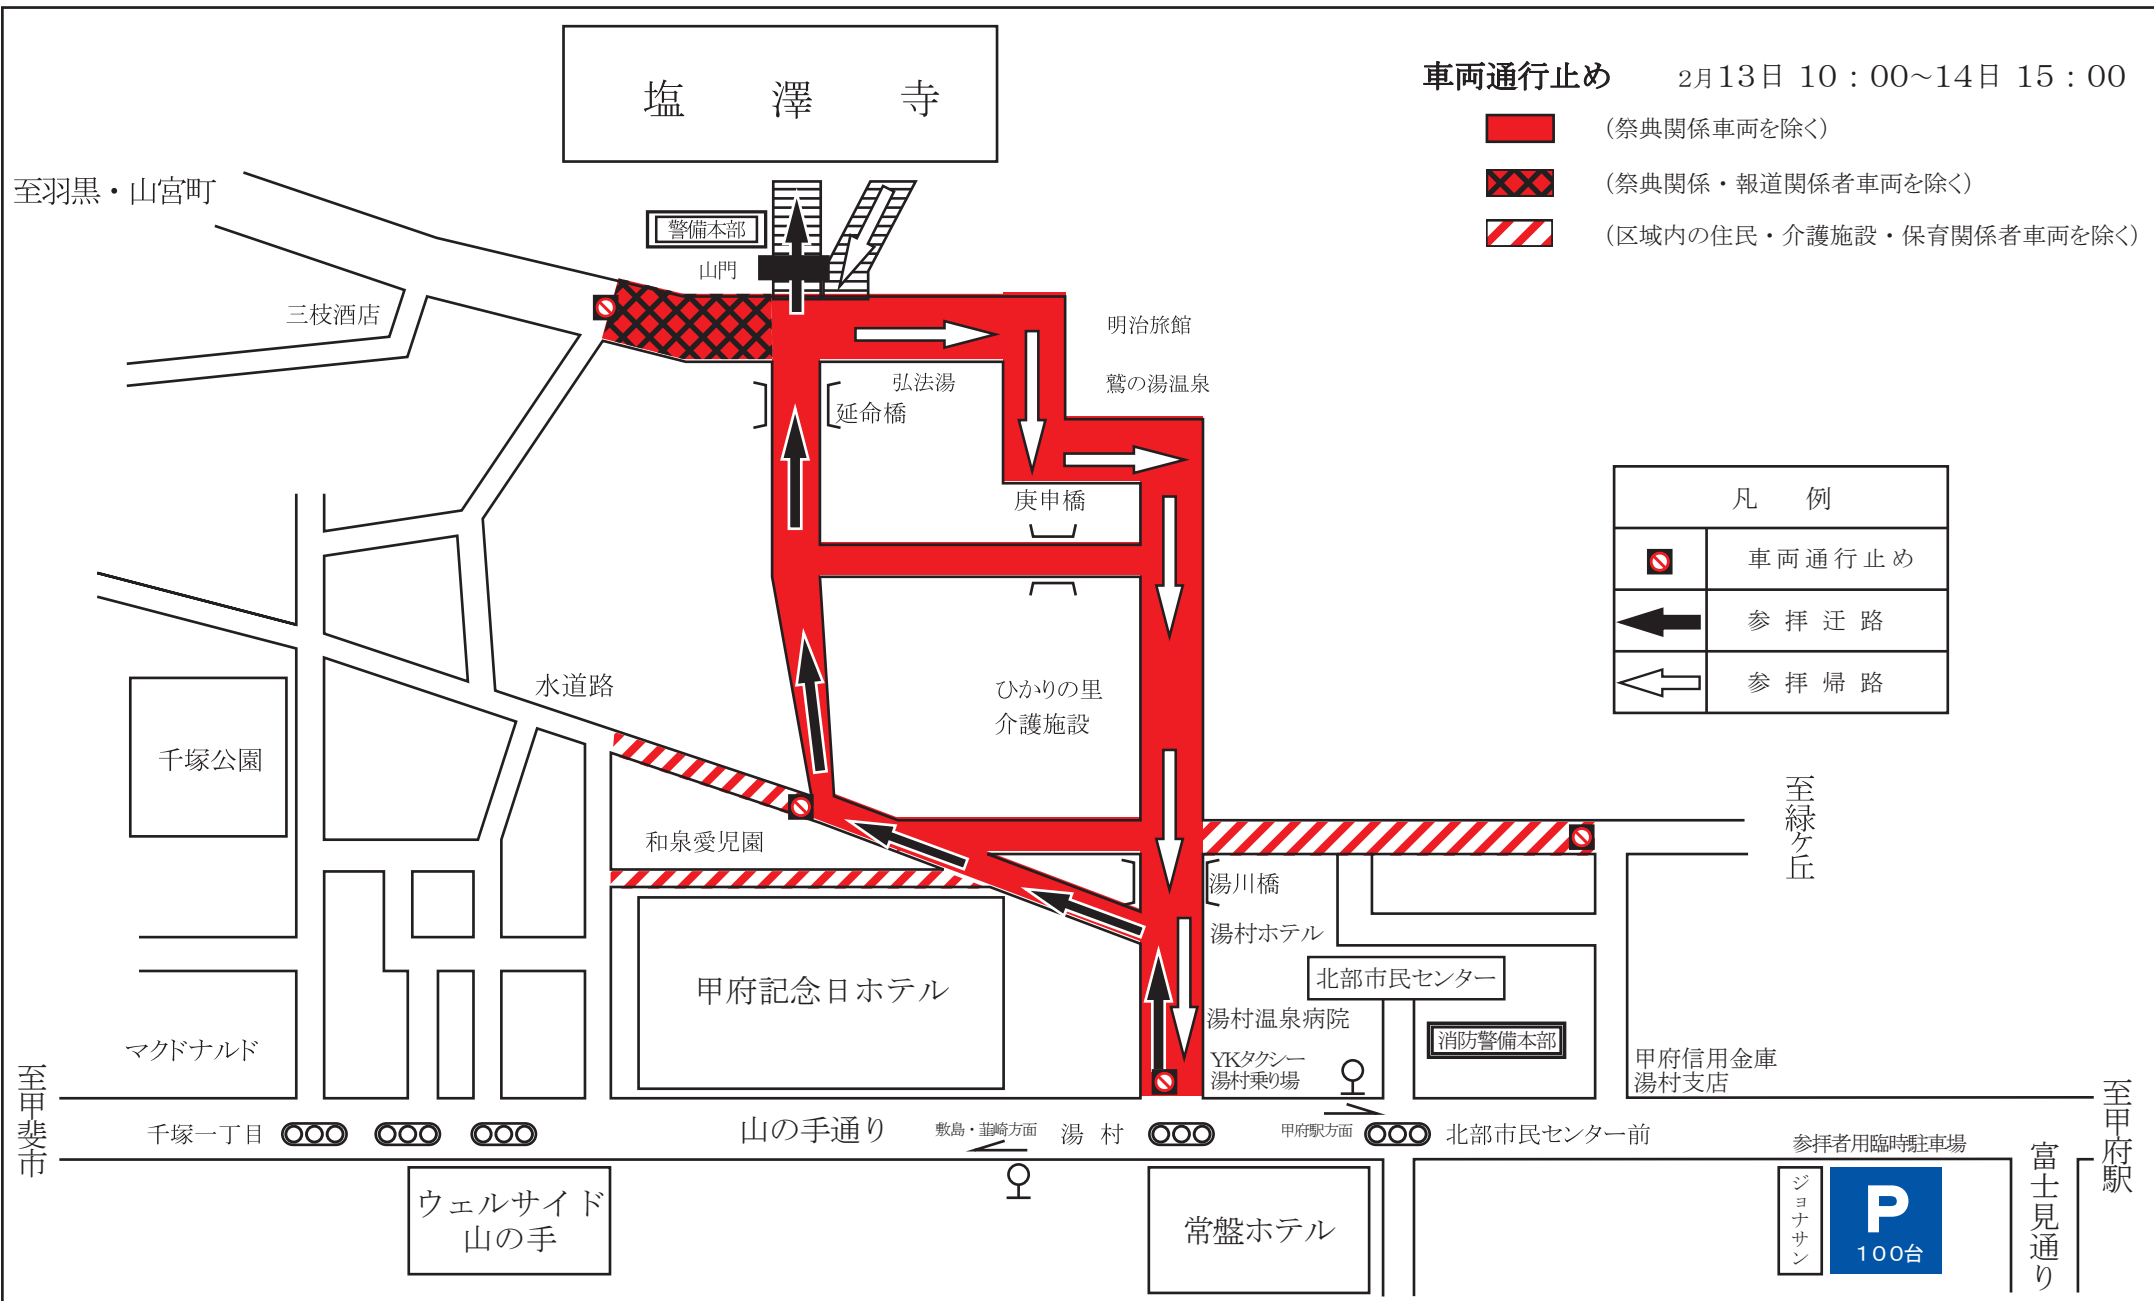 塩澤寺
車両通行止め 2月13日 10：00～14日 15：00
（祭典関係車両を除く）
（祭典関係・報道関係者車両を除く）
（区域内の住民・介護施設・保育関係者車両を除く）
至羽黒・山宮町
警備本部
山門
三枝酒店
明治旅館
弘法湯
鷲の湯温泉
延命橋
庚申橋
凡例
車両通行止め
参拝迂路
参拝帰路
水道路
ひかりの里
介護施設
千塚公園
至緑ヶ丘
和泉愛児園
湯川橋
湯村ホテル
北部市民センター
甲府記念日ホテル
湯村温泉病院
消防警備本部
マクドナルド
YKタクシー
湯村乗り場
甲府信用金庫
湯村支店
至甲斐市
至甲府駅
千塚一丁目
山の手通り
敷島・韮崎方面
湯村
甲府駅方面
北部市民センター前
参拝者用臨時駐車場
富士見通り
ウェルサイド
山の手
常盤ホテル
ジョナサン
P
100台